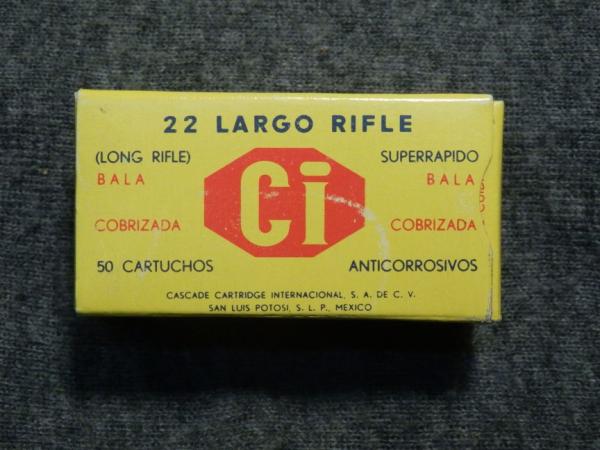 22 LARGO RIFLE
(LONG RIFLE) SUPERRAPIDO
BALA Ci BALA
COBRIZADA COBRIZADA
50 CARTUCHOS ANTICORROSIVOS
CASCADE CARTRIDGE INTERNACIONAL, S. A. DE C. V.
SAN LUIS POTOSI, S. L. P., MEXICO